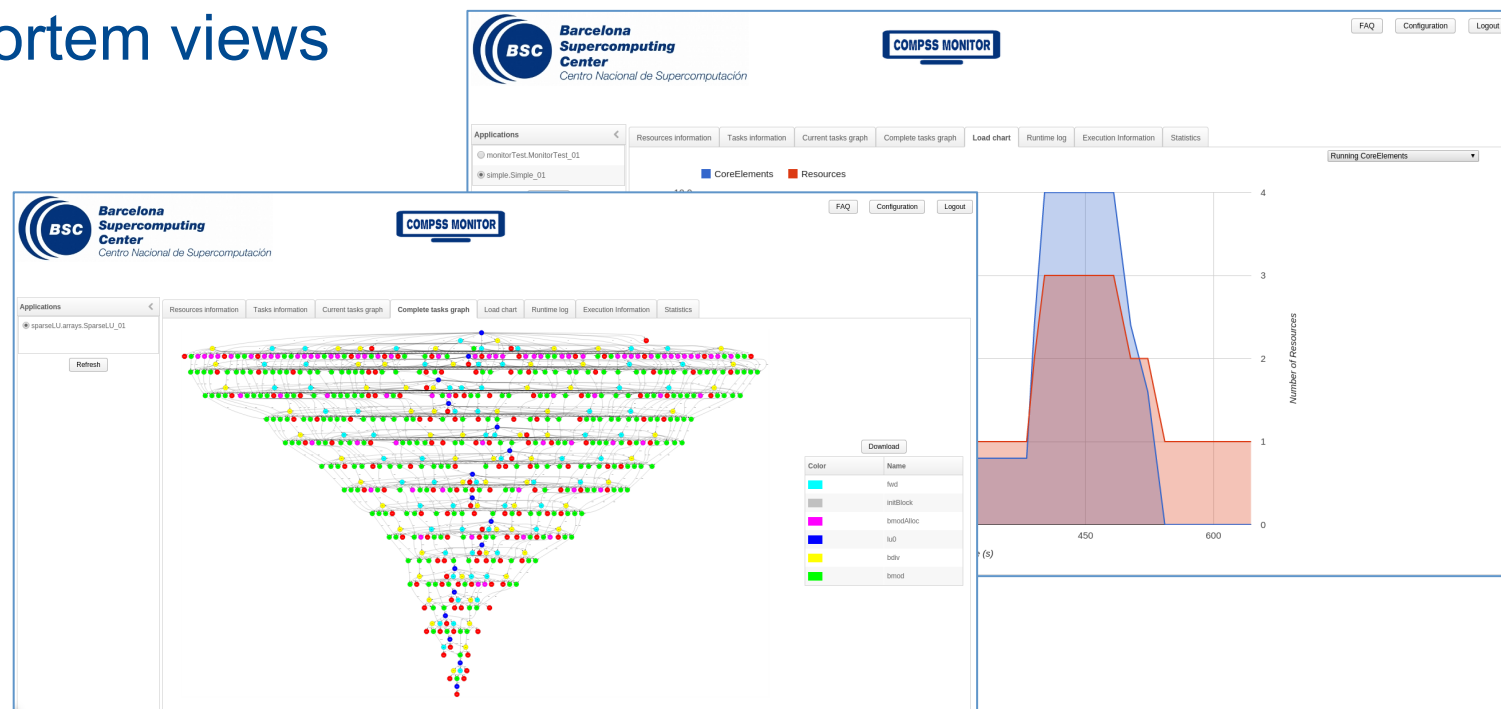 ortem views
BSC
Barcelona
Supercomputing
Center
Centro Nacional de Supercomputación
COMPSS MONITOR
FAQ
Configuration
Logout
Applications
monitorTest.MonitorTest_01
simple.Simple_01
Resources information
Tasks information
Current tasks graph
Complete tasks graph
Load chart
Runtime log
Execution Information
Statistics
Running CoreElements
CoreElements
Resources
4
3
2
1
0
Number of Resources
450
600
(s)
BSC
Barcelona
Supercomputing
Center
Centro Nacional de Supercomputación
COMPSS MONITOR
FAQ
Configuration
Logout
Applications
sparseLU.arrays.SparseLU_01
Refresh
Resources information
Tasks information
Current tasks graph
Complete tasks graph
Load chart
Runtime log
Execution Information
Statistics
Download
Color
Name
fwd
initBlock
bmodAlloc
lu0
bdiv
bmod